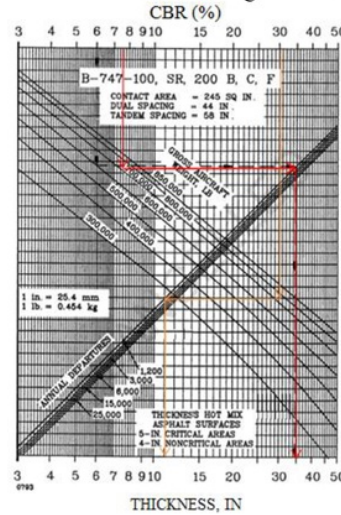 CBR (%)
3 4 5 6 7 8 9 10 15 20 30 40 50
B-747-100, SR, 200 B, C, F
CONTACT AREA = 245 SQ IN.
DUAL SPACING = 44 IN.
TANDEM SPACING = 58 IN.
GROSS AIRCRAFT
WEIGHT, LB
850,000
800,000
600,000
500,000
400,000
300,000
1 in. = 25.4 mm
1 lb. = 0.454 kg
ANNUAL DEPARTURES
1,200
3,000
6,000
15,000
25,000
THICKNESS HOT MIX
ASPHALT SURFACES
5-IN. CRITICAL AREAS
4-IN NONCRITICAL AREAS
3 4 5 6 7 8 9 10 15 20 30 40 50
THICKNESS, IN